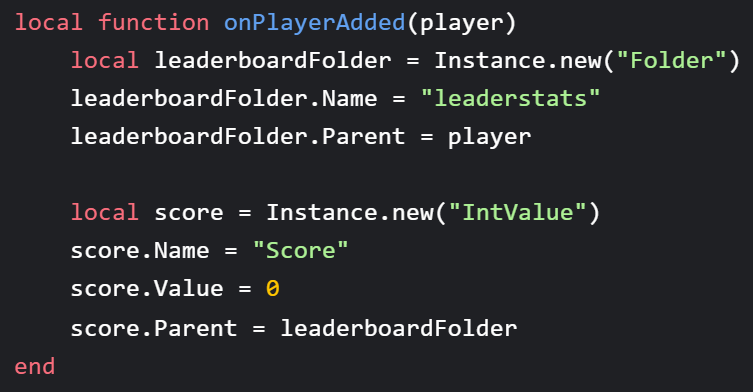 local function onPlayerAdded(player)
    local leaderboardFolder = Instance.new("Folder")
    leaderboardFolder.Name = "leaderstats"
    leaderboardFolder.Parent = player

    local score = Instance.new("IntValue")
    score.Name = "Score"
    score.Value = 0
    score.Parent = leaderboardFolder
end